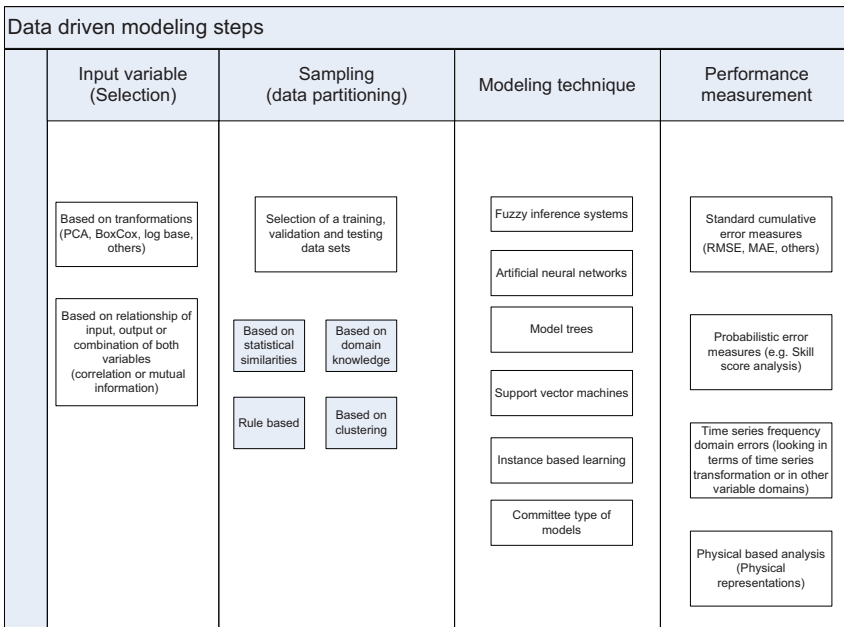 Data driven modeling steps
Input variable
(Selection)
Sampling
(data partitioning)
Modeling technique
Performance
measurement
Based on tranformations
(PCA, BoxCox, log base,
others)
Based on relationship of
input, output or
combination of both
variables
(correlation or mutual
information)
Selection of a training,
validation and testing
data sets
Based on
statistical
similarities
Based on
domain
knowledge
Rule based
Based on
clustering
Fuzzy inference systems
Artificial neural networks
Model trees
Support vector machines
Instance based learning
Committee type of
models
Standard cumulative
error measures
(RMSE, MAE, others)
Probabilistic error
measures (e.g. Skill
score analysis)
Time series frequency
domain errors (looking in
terms of time series
transformation or in other
variable domains)
Physical based analysis
(Physical
representations)